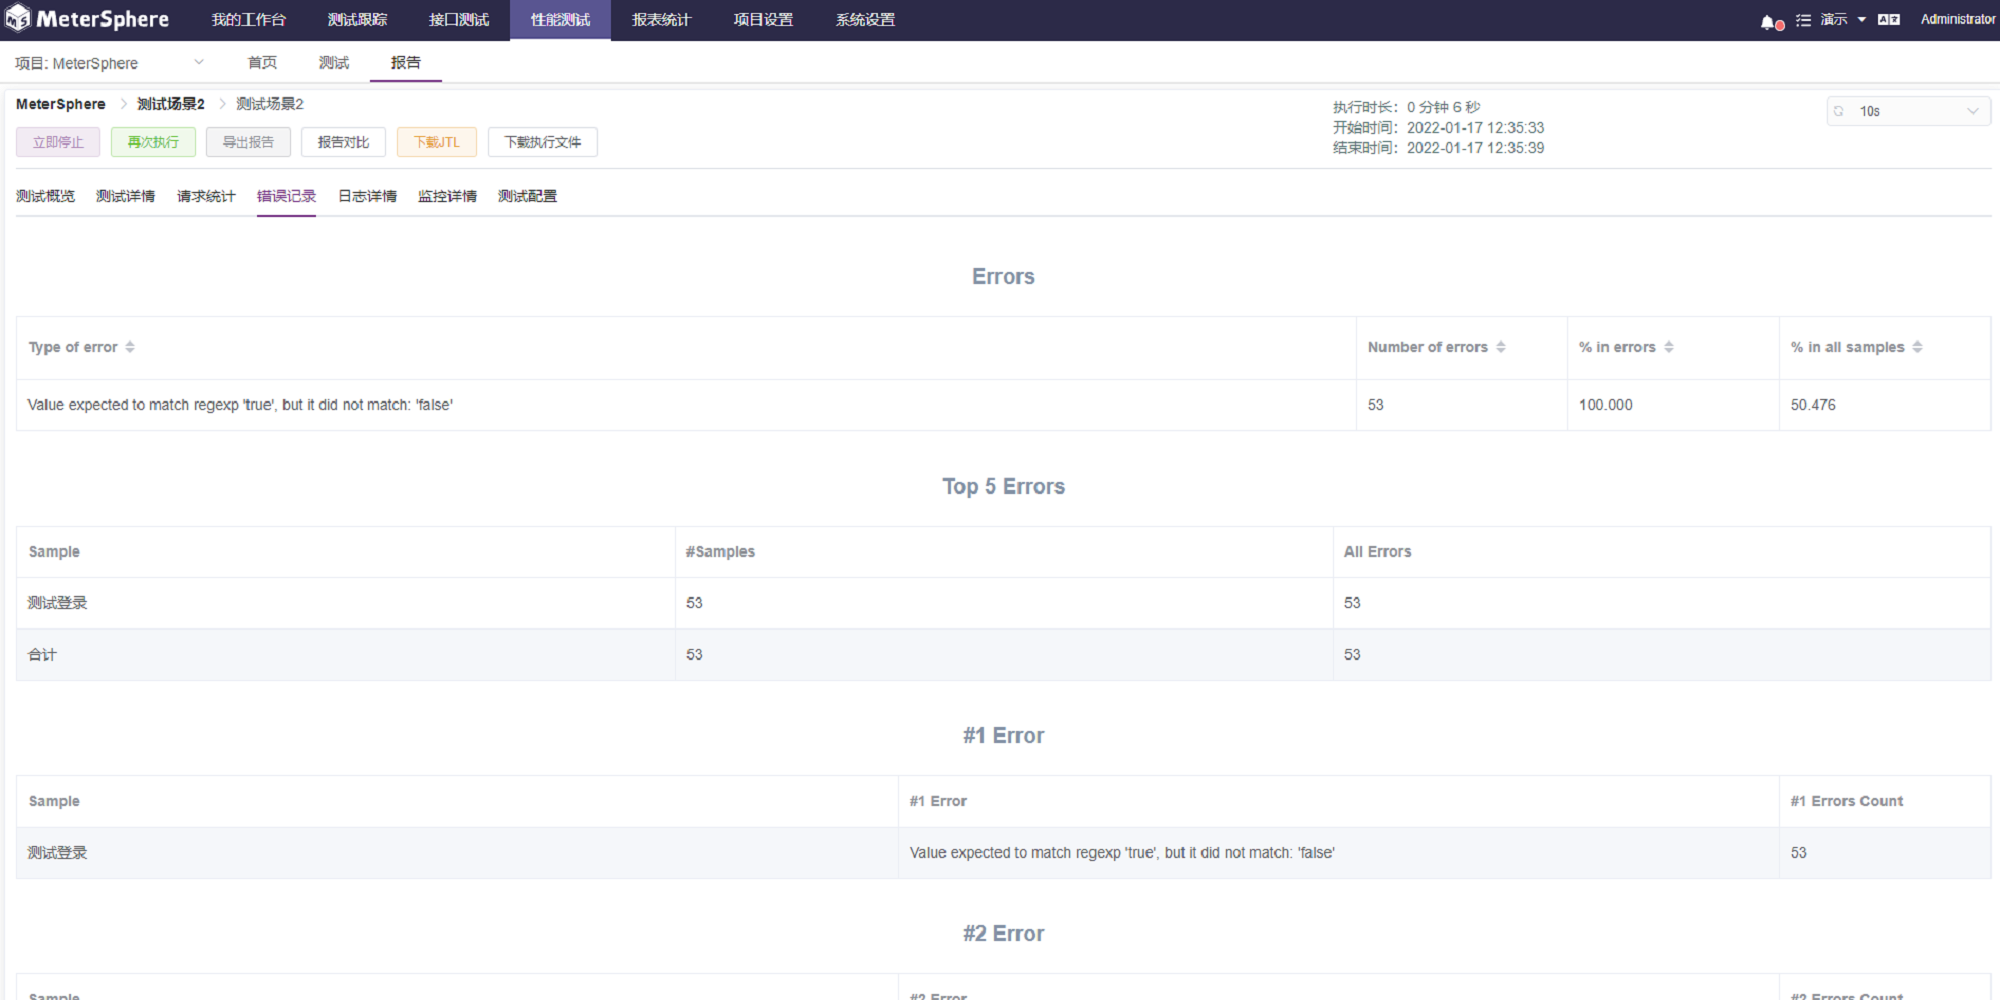 MeterSphere 我的工作台 测试跟踪 接口测试 性能测试 报表统计 项目设置 系统设置 演示 Administrator
项目: MeterSphere 首页 测试 报告
MeterSphere 测试场景2 测试场景2
执行时长: 0 分钟 6 秒
开始时间: 2022-01-17 12:35:33
结束时间: 2022-01-17 12:35:39
10s
立即停止 再次执行 导出报告 报告对比 下载JTL 下载执行文件
测试概览 测试详情 请求统计 错误记录 日志详情 监控详情 测试配置
Errors
Type of error Number of errors % in errors % in all samples
Value expected to match regexp 'true', but it did not match: 'false' 53 100.000 50.476
Top 5 Errors
Sample #Samples All Errors
测试登录 53 53
合计 53 53
#1 Error
Sample #1 Error #1 Errors Count
测试登录 Value expected to match regexp 'true', but it did not match: 'false' 53
#2 Error
Sample #2 Error #2 Errors Count